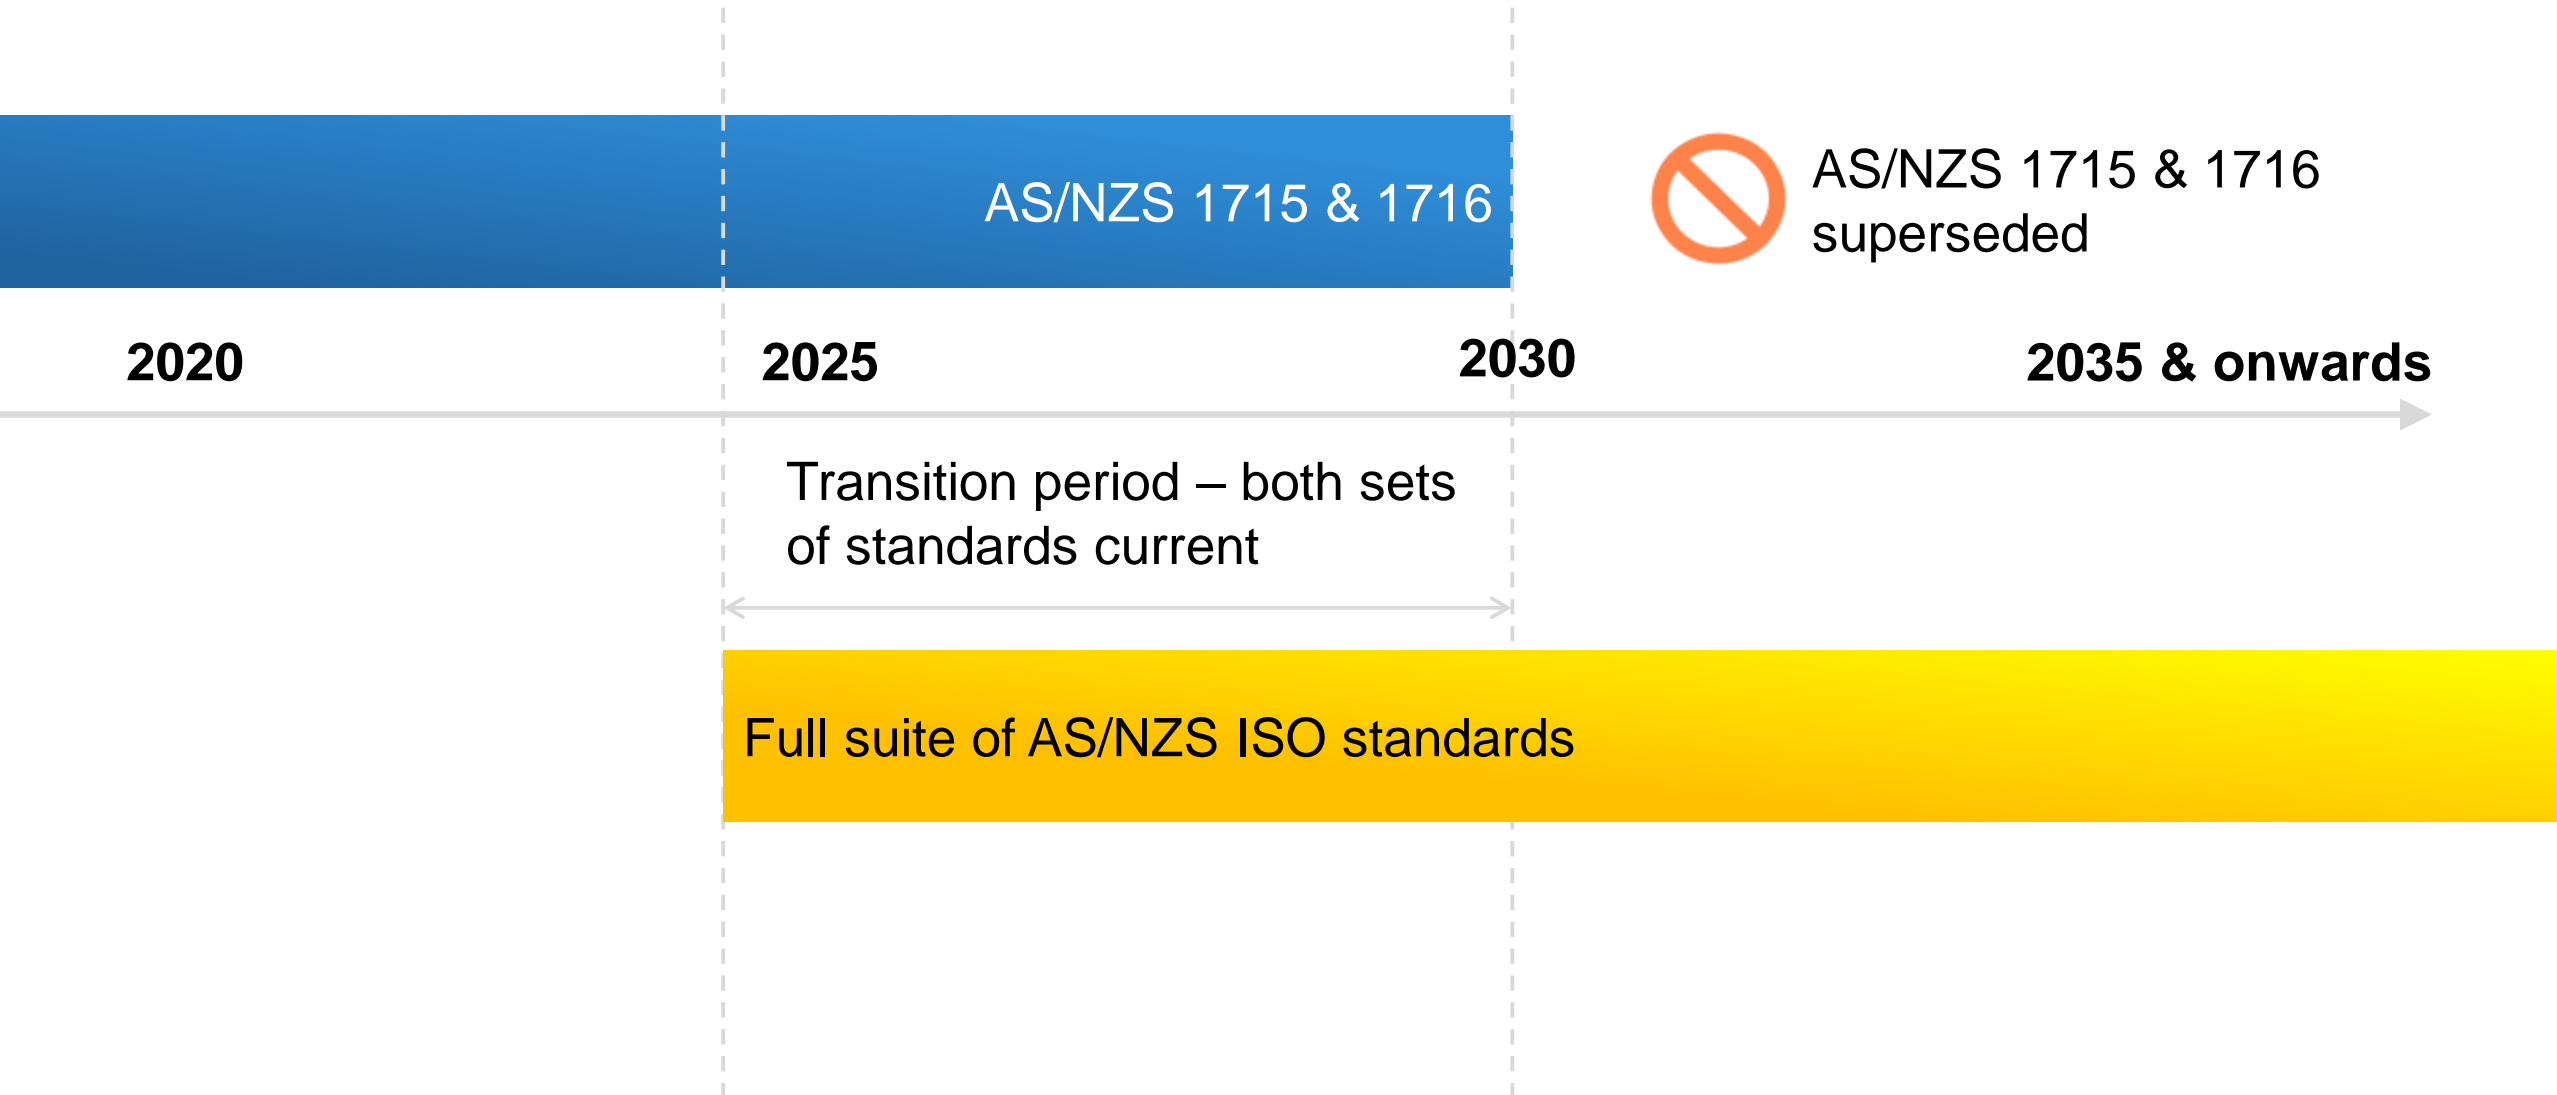 AS/NZS 1715 & 1716
AS/NZS 1715 & 1716
superseded
2020
2025
2030
2035 & onwards
Transition period – both sets
of standards current
Full suite of AS/NZS ISO standards